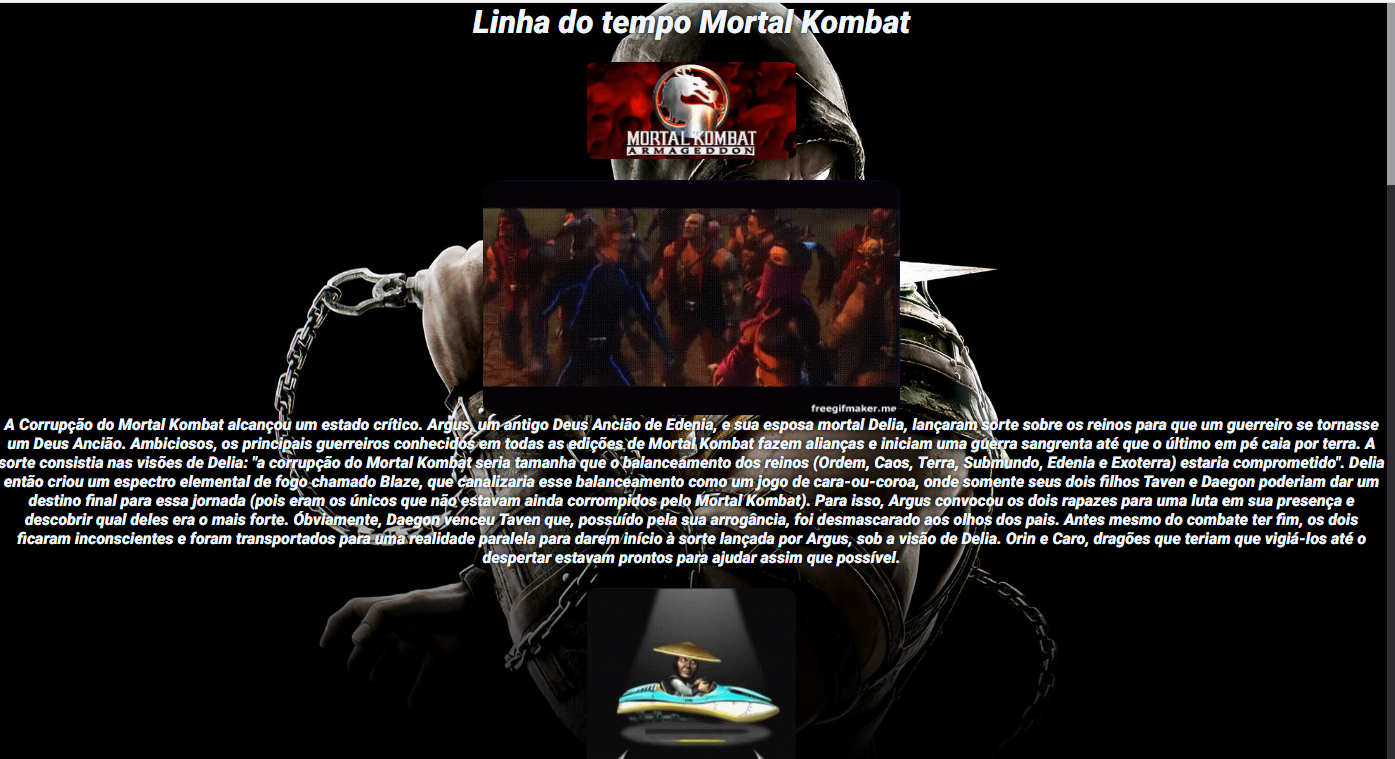 Linha do tempo Mortal Kombat
MORTAL KOMBAT
ARMAGEDDON
freegifmaker.me
A Corrupção do Mortal Kombat alcançou um estado crítico. Argus, um antigo Deus Ancião de Edenia, e sua esposa mortal Delia, lançaram sorte sobre os reinos para que um guerreiro se tornasse
um Deus Ancião. Ambiciosos, os principais guerreiros conhecidos em todas as edições de Mortal Kombat fazem alianças e iniciam uma guerra sangrenta até que o último em pé caia por terra. A
sorte consistia nas visões de Delia: "a corrupção do Mortal Kombat seria tamanha que o balanceamento dos reinos (Ordem, Caos, Terra, Submundo, Edenia e Exoterra) estaria comprometido". Delia
então criou um espectro elemental de fogo chamado Blaze, que canalizaria esse balanceamento como um jogo de cara-ou-coroa, onde somente seus dois filhos Taven e Daegon poderiam dar um
destino final para essa jornada (pois eram os únicos que não estavam ainda corrompidos pelo Mortal Kombat). Para isso, Argus convocou os dois rapazes para uma luta em sua presença e
descobrir qual deles era o mais forte. Óbviamente, Daegon venceu Taven que, possuído pela sua arrogância, foi desmascarado aos olhos dos pais. Antes mesmo do combate ter fim, os dois
ficaram inconscientes e foram transportados para uma realidade paralela para darem início à sorte lançada por Argus, sob a visão de Delia. Orin e Caro, dragões que teriam que vigiá-los até o
despertar estavam prontos para ajudar assim que possível.